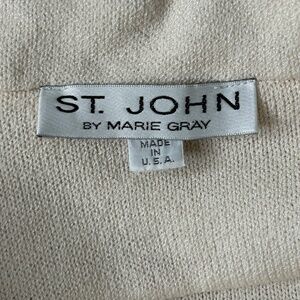 ST. JOHN
BY MARIE GRAY
MADE
IN
U.S.A.